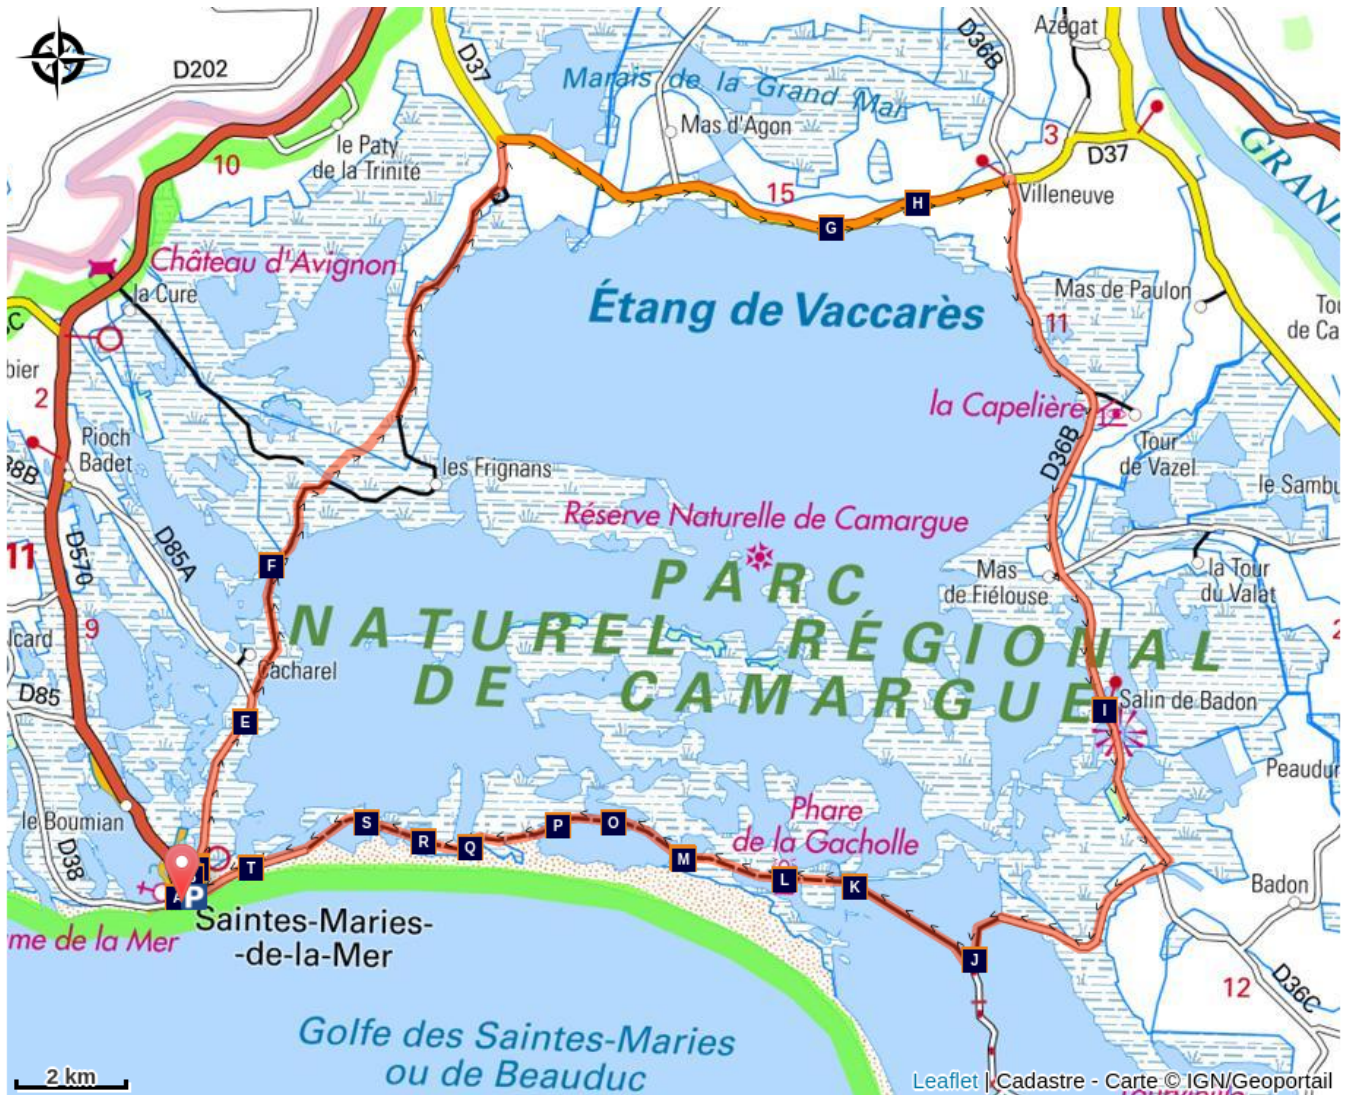 D202
D37
D36B
Azégat
Marais de la Grand Mar
Mas d'Agon
3
D37
GRAND
le Paty
de la Trinité
10
15
Villeneuve
H
G
Château d'Avignon
la Cure
Étang de Vaccarès
Mas de Paulon
11
la Capelière
2
Pioch
Badet
les Frignans
D36B
Tour
de Vazel
le Sambu
Réserve Naturelle de Camargue
D85A
11
D570
F
PARC
NATUREL RÉGIONAL
DE CAMARGUE
Mas
de Fiélouse
la Tour
du Valat
9
Cacharel
D85
E
I
Salin de Badon
Peaudur
le Boumian
D38
S
R
Q
P
O
M
L
K
J
T
Phare
de la Gacholle
Badon
A
P
Saintes-Maries-
-de-la-Mer
me de la Mer
12
D36C
Golfe des Saintes-Maries
ou de Beauduc
2 km
Leaflet | Cadastre - Carte © IGN/Geoportail